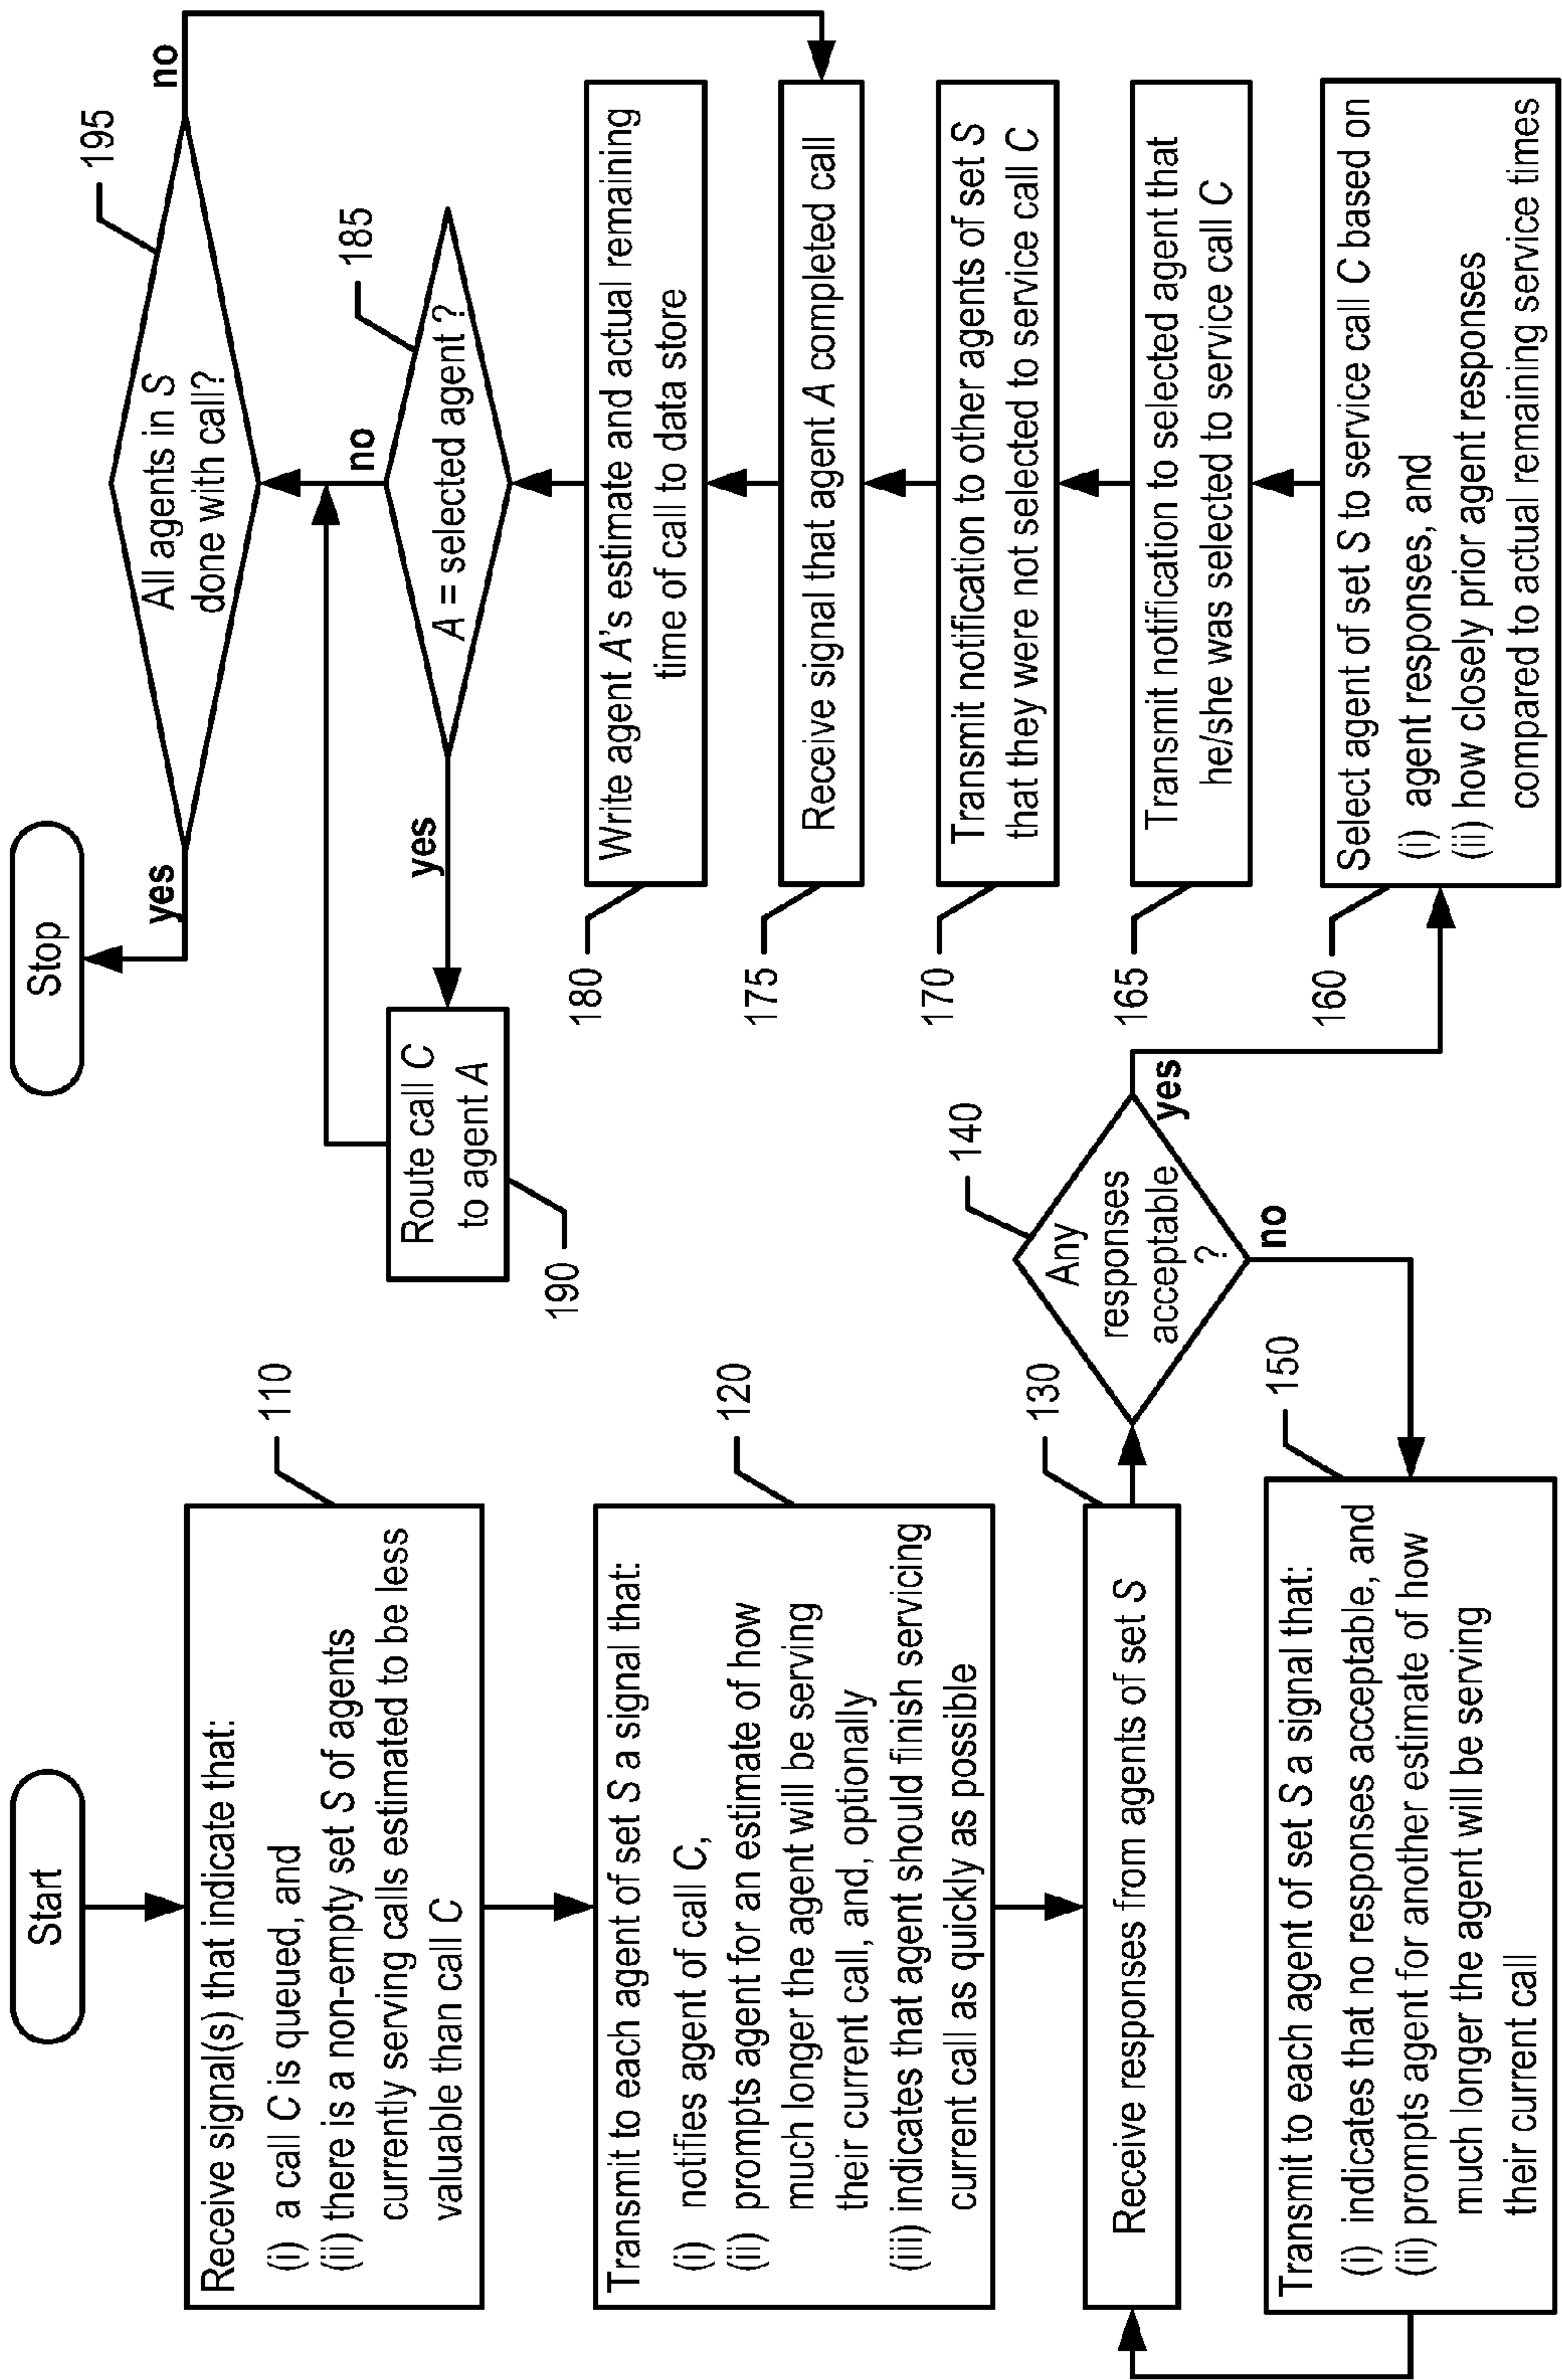 Start
Receive signal(s) that indicate that:
(i) a call C is queued, and
(ii) there is a non-empty set S of agents
currently serving calls estimated to be less
valuable than call C
110
Transmit to each agent of set S a signal that:
(i) notifies agent of call C,
(ii) prompts agent for an estimate of how
much longer the agent will be serving
their current call, and, optionally
(iii) indicates that agent should finish servicing
current call as quickly as possible
120
Receive responses from agents of set S
130
Any
responses
acceptable
?
140
yes
no
Transmit to each agent of set S a signal that:
(i) indicates that no responses acceptable, and
(ii) prompts agent for another estimate of how
much longer the agent will be serving
their current call
150
Select agent of set S to service call C based on
(i) agent responses, and
(ii) how closely prior agent responses
compared to actual remaining service times
160
Transmit notification to selected agent that
he/she was selected to service call C
165
Transmit notification to other agents of set S
that they were not selected to service call C
170
Receive signal that agent A completed call
175
Write agent A's estimate and actual remaining
time of call to data store
180
A = selected agent ?
185
yes
no
Route call C
to agent A
190
All agents in S
done with call?
195
yes
no
Stop